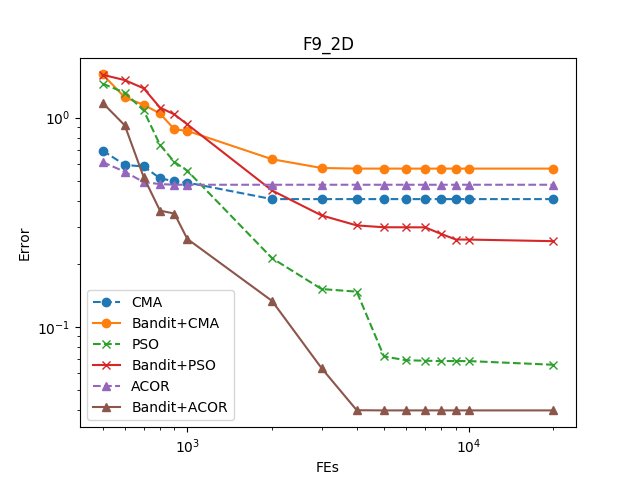 F9_2D
Error
10⁰
10⁻¹
CMA
Bandit+CMA
PSO
Bandit+PSO
ACOR
Bandit+ACOR
10³
10⁴
FEs